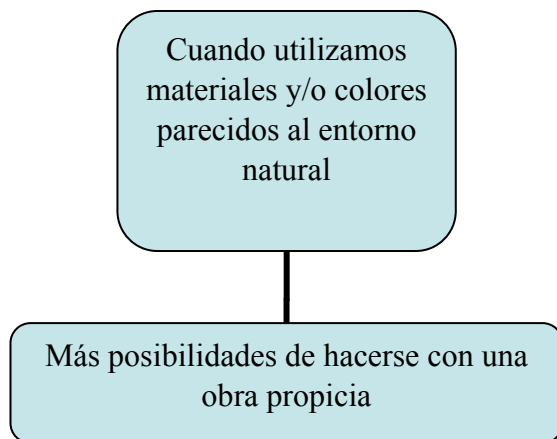 Cuando utilizamos
materiales y/o colores
parecidos al entorno
natural
Más posibilidades de hacerse con una
obra propicia